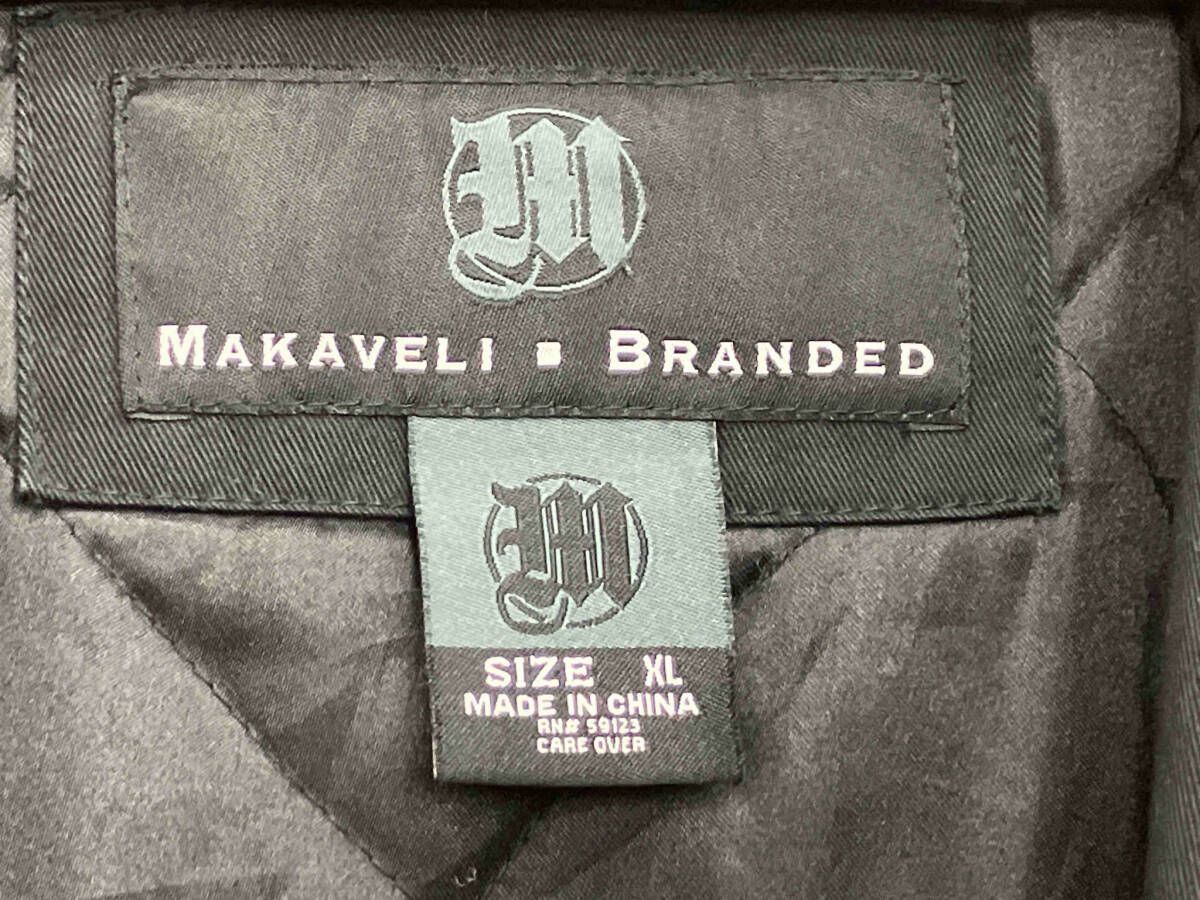 M
MAKAVELI ▪ BRANDED
M
SIZE XL
MADE IN CHINA
RN# 59123
CARE OVER